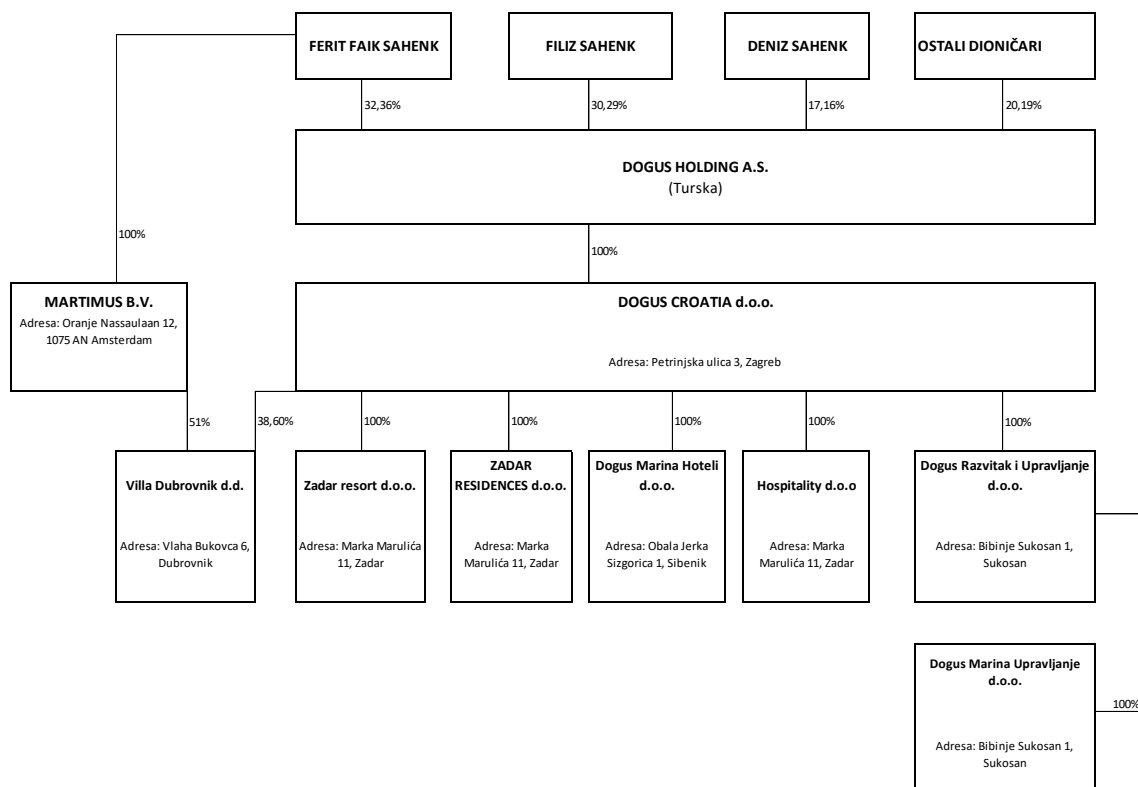 FERIT FAIK SAHENK
FILIZ SAHENK
DENIZ SAHENK
OSTALI DIONIČARI
32,36%
30,29%
17,16%
20,19%
DOGUS HOLDING A.S.
(Turska)
100%
100%
MARTIMUS B.V.
Adresa: Oranje Nassaulaan 12,
1075 AN Amsterdam
DOGUS CROATIA d.o.o.
Adresa: Petrinjska ulica 3, Zagreb
51%
38,60%
100%
100%
100%
100%
100%
Villa Dubrovnik d.d.
Adresa: Vlaha Bukovca 6,
Dubrovnik
Zadar resort d.o.o.
Adresa: Marka Marulića
11, Zadar
ZADAR
RESIDENCES d.o.o.
Adresa: Marka
Marulića 11, Zadar
Dogus Marina Hoteli
d.o.o.
Adresa: Obala Jerka
Sizgorica 1, Sibenik
Hospitality d.o.o
Adresa: Marka
Marulića 11, Zadar
Dogus Razvitak i Upravljanje
d.o.o.
Adresa: Bibinje Sukosan 1,
Sukosan
Dogus Marina Upravljanje
d.o.o.
100%
Adresa: Bibinje Sukosan 1,
Sukosan